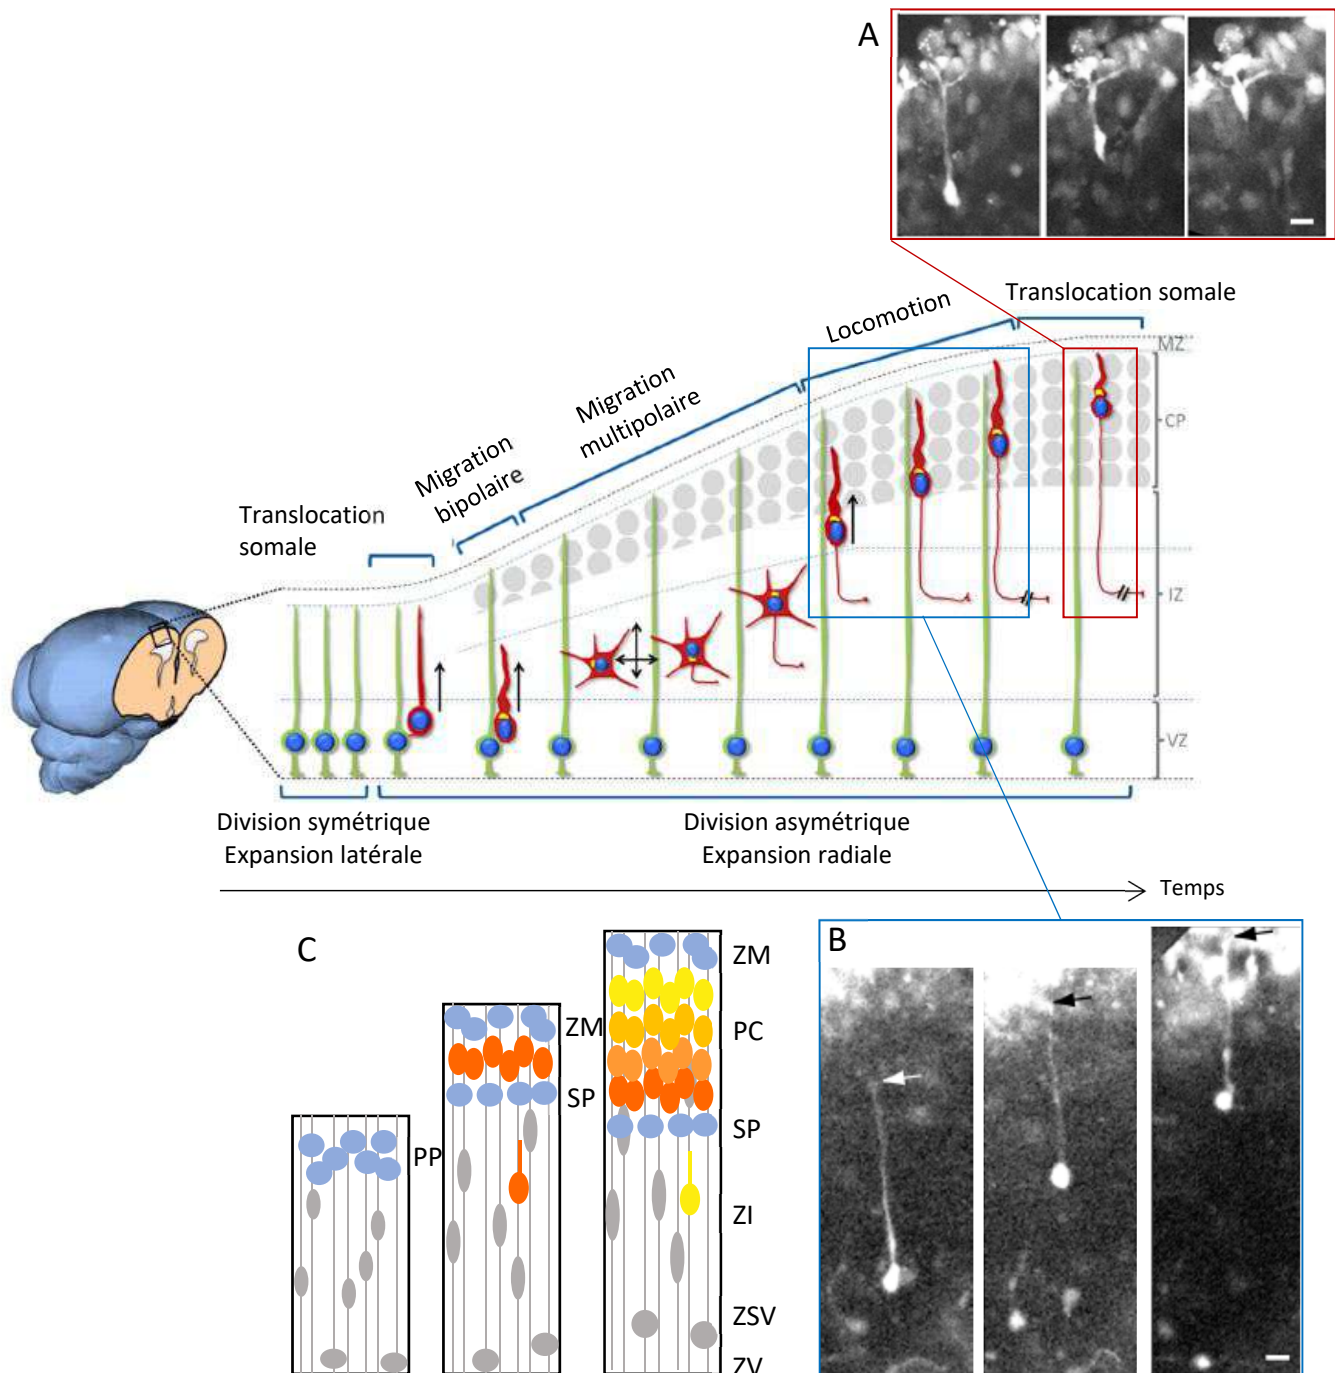 A
Translocation somale
Locomotion
Migration
multipolaire
Migration
bipolaire
Translocation
somale
MZ
CP
IZ
VZ
Division symétrique
Expansion latérale
Division asymétrique
Expansion radiale
Temps
C
PP
ZM
SP
ZM
PC
SP
ZI
ZSV
ZV
B